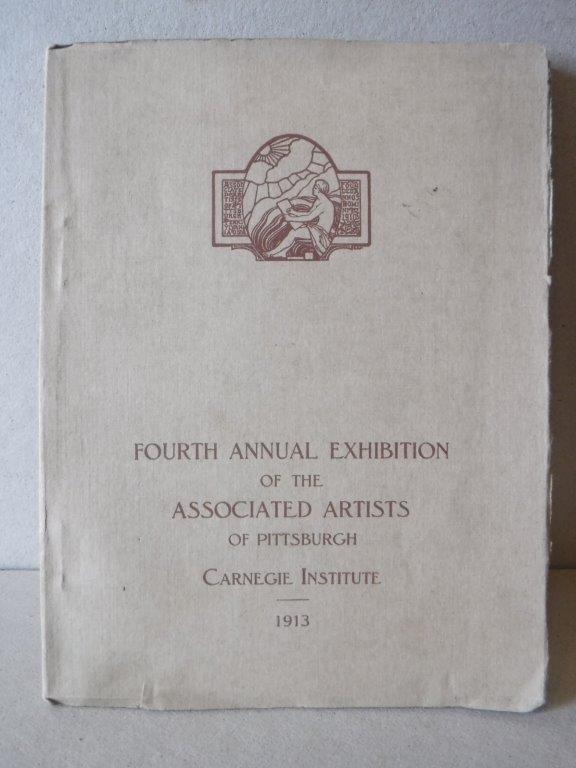 FOURTH ANNUAL EXHIBITION
OF THE
ASSOCIATED ARTISTS
OF PITTSBURGH
CARNEGIE INSTITUTE
1913